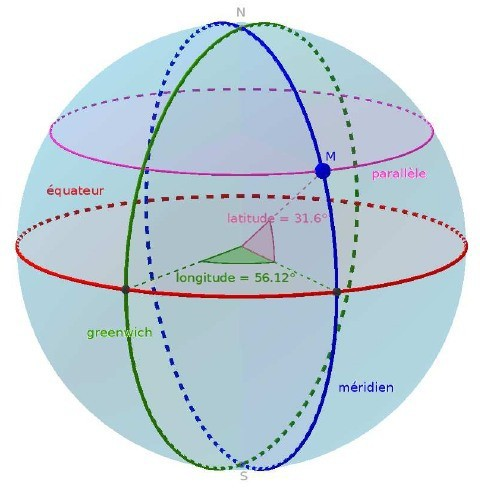 N
M
parallèle
équateur
latitude = 31.6°
longitude = 56.12°
greenwich
méridien
S